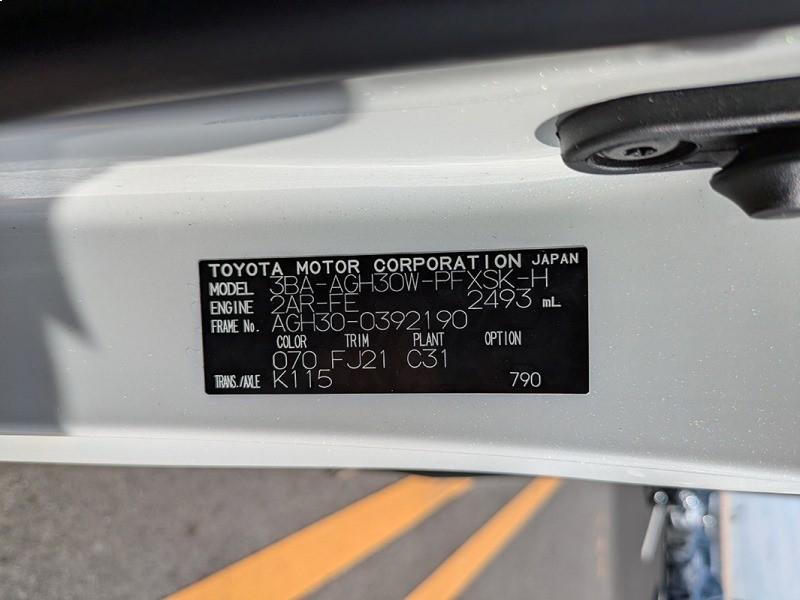 TOYOTA MOTOR CORPORATION JAPAN
MODEL 3BA-AGH30W-PFXSK-H
ENGINE 2AR-FE 2493 mL
FRAME No. AGH30-0392190
COLOR TRIM PLANT OPTION
070 FJ21 C31
TRANS./AXLE K115 790